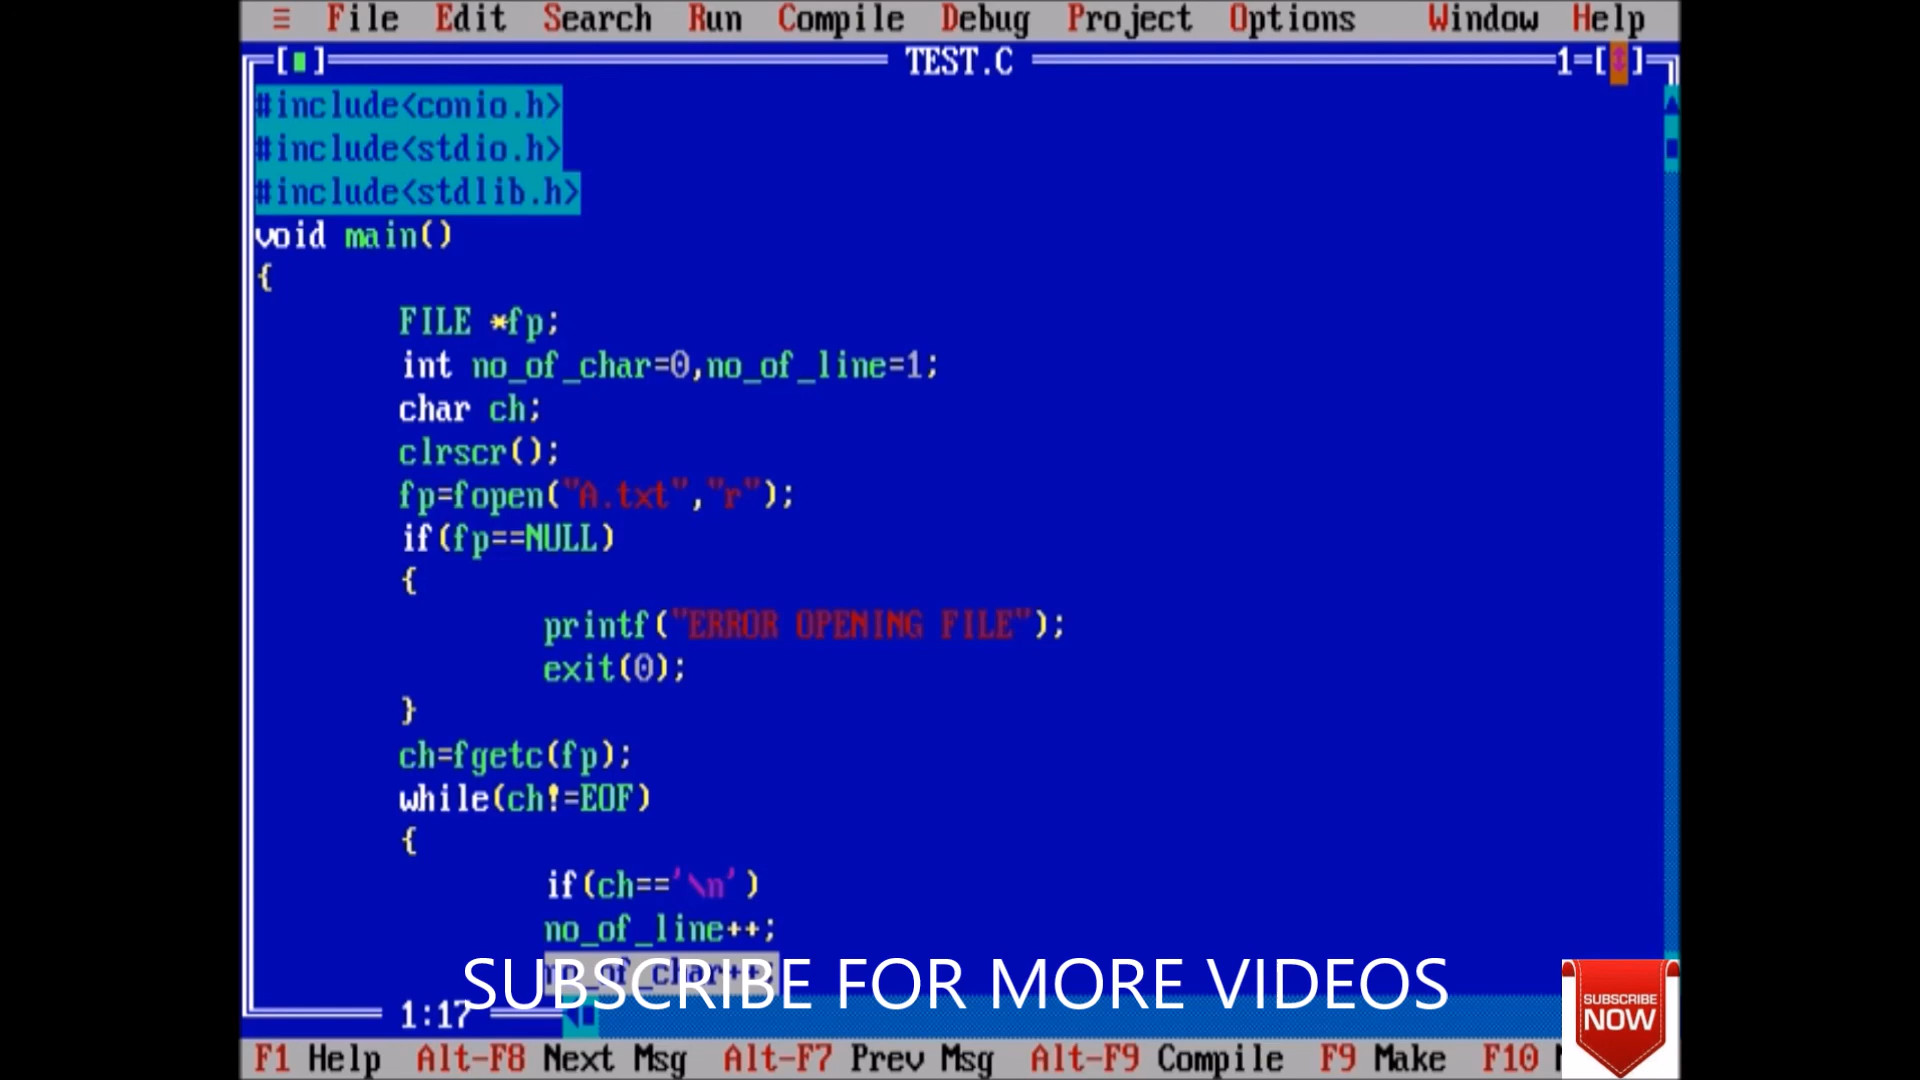 ≡ File Edit Search Run Compile Debug Project Options Window Help
[■] TEST.C 1=[↕]
#include<conio.h>
#include<stdio.h>
#include<stdlib.h>
void main()
{
FILE *fp;
int no_of_char=0,no_of_line=1;
char ch;
clrscr();
fp=fopen("A.txt","r");
if(fp==NULL)
{
printf("ERROR OPENING FILE");
exit(0);
}
ch=fgetc(fp);
while(ch!=EOF)
{
if(ch=='\n')
no_of_line++;
no_of_char++;
SUBSCRIBE FOR MORE VIDEOS
SUBSCRIBE
NOW
1:17
F1 Help Alt-F8 Next Msg Alt-F7 Prev Msg Alt-F9 Compile F9 Make F10